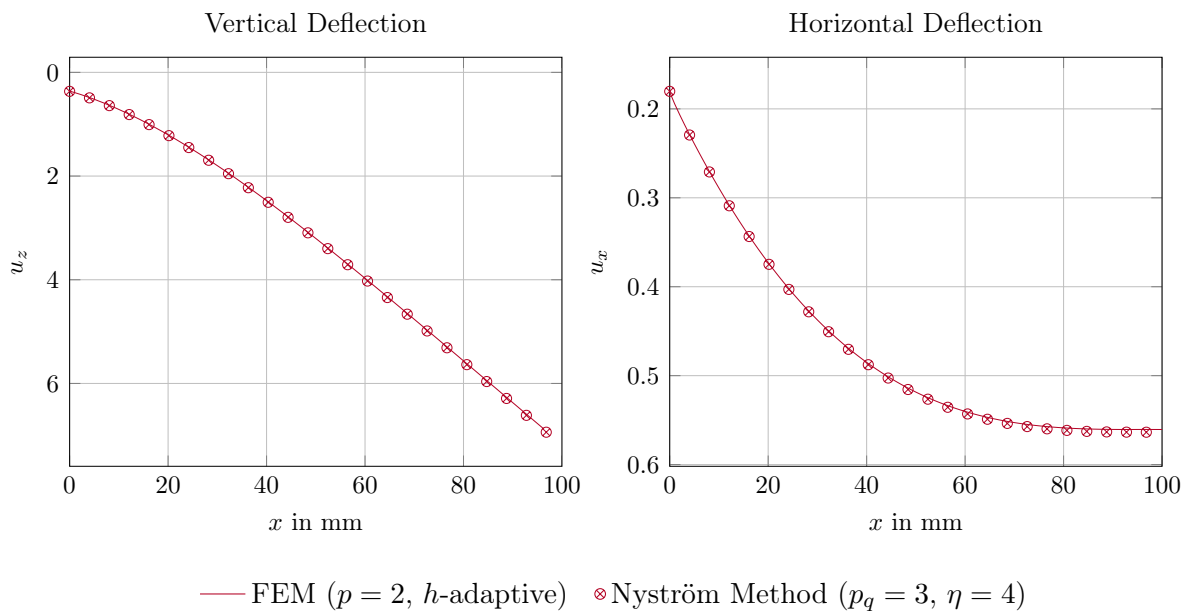 Vertical Deflection
0
2
4
6
u_z
0 20 40 60 80 100
x in mm
Horizontal Deflection
0.2
0.3
0.4
0.5
0.6
u_x
0 20 40 60 80 100
x in mm
FEM (p = 2, h-adaptive) Nyström Method (p_q = 3, η = 4)